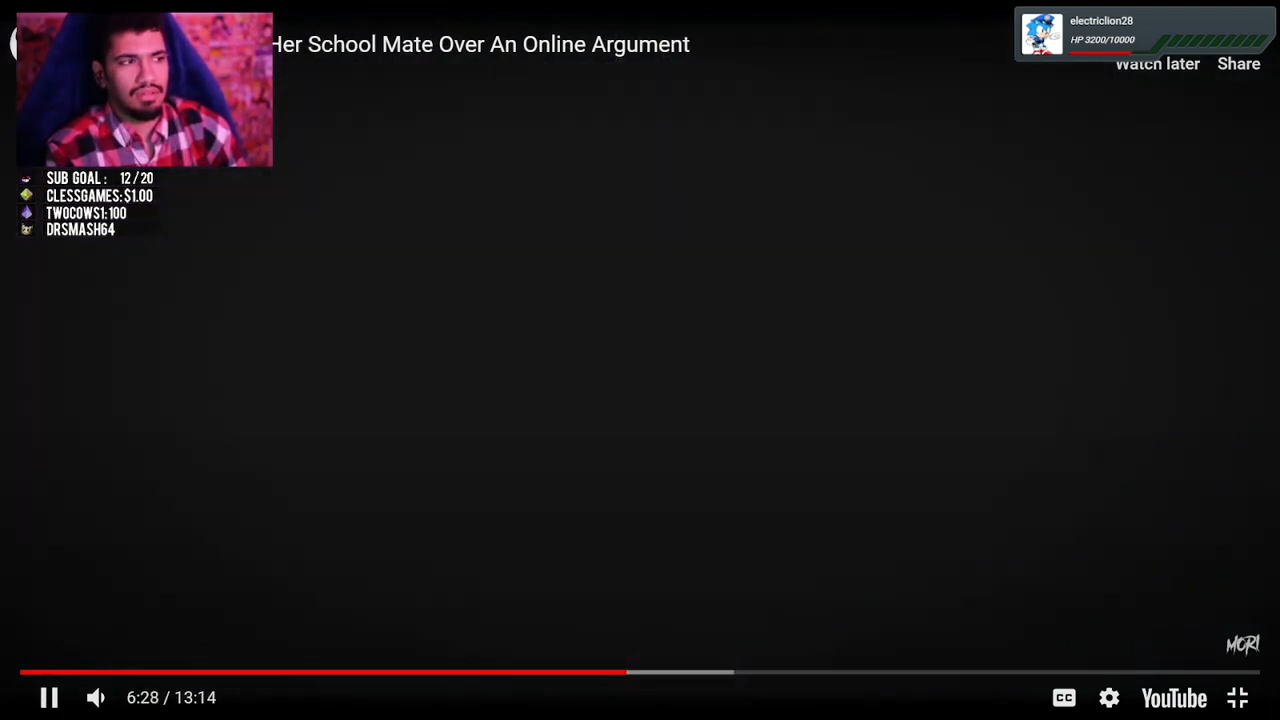 Her School Mate Over An Online Argument
electriclion28
HP 3200/10000
Watch later
Share
SUB GOAL : 12 / 20
CLESSGAMES: $1.00
TWOCOWS1: 100
DRSMASH64
MORI
6:28 / 13:14
CC
YouTube